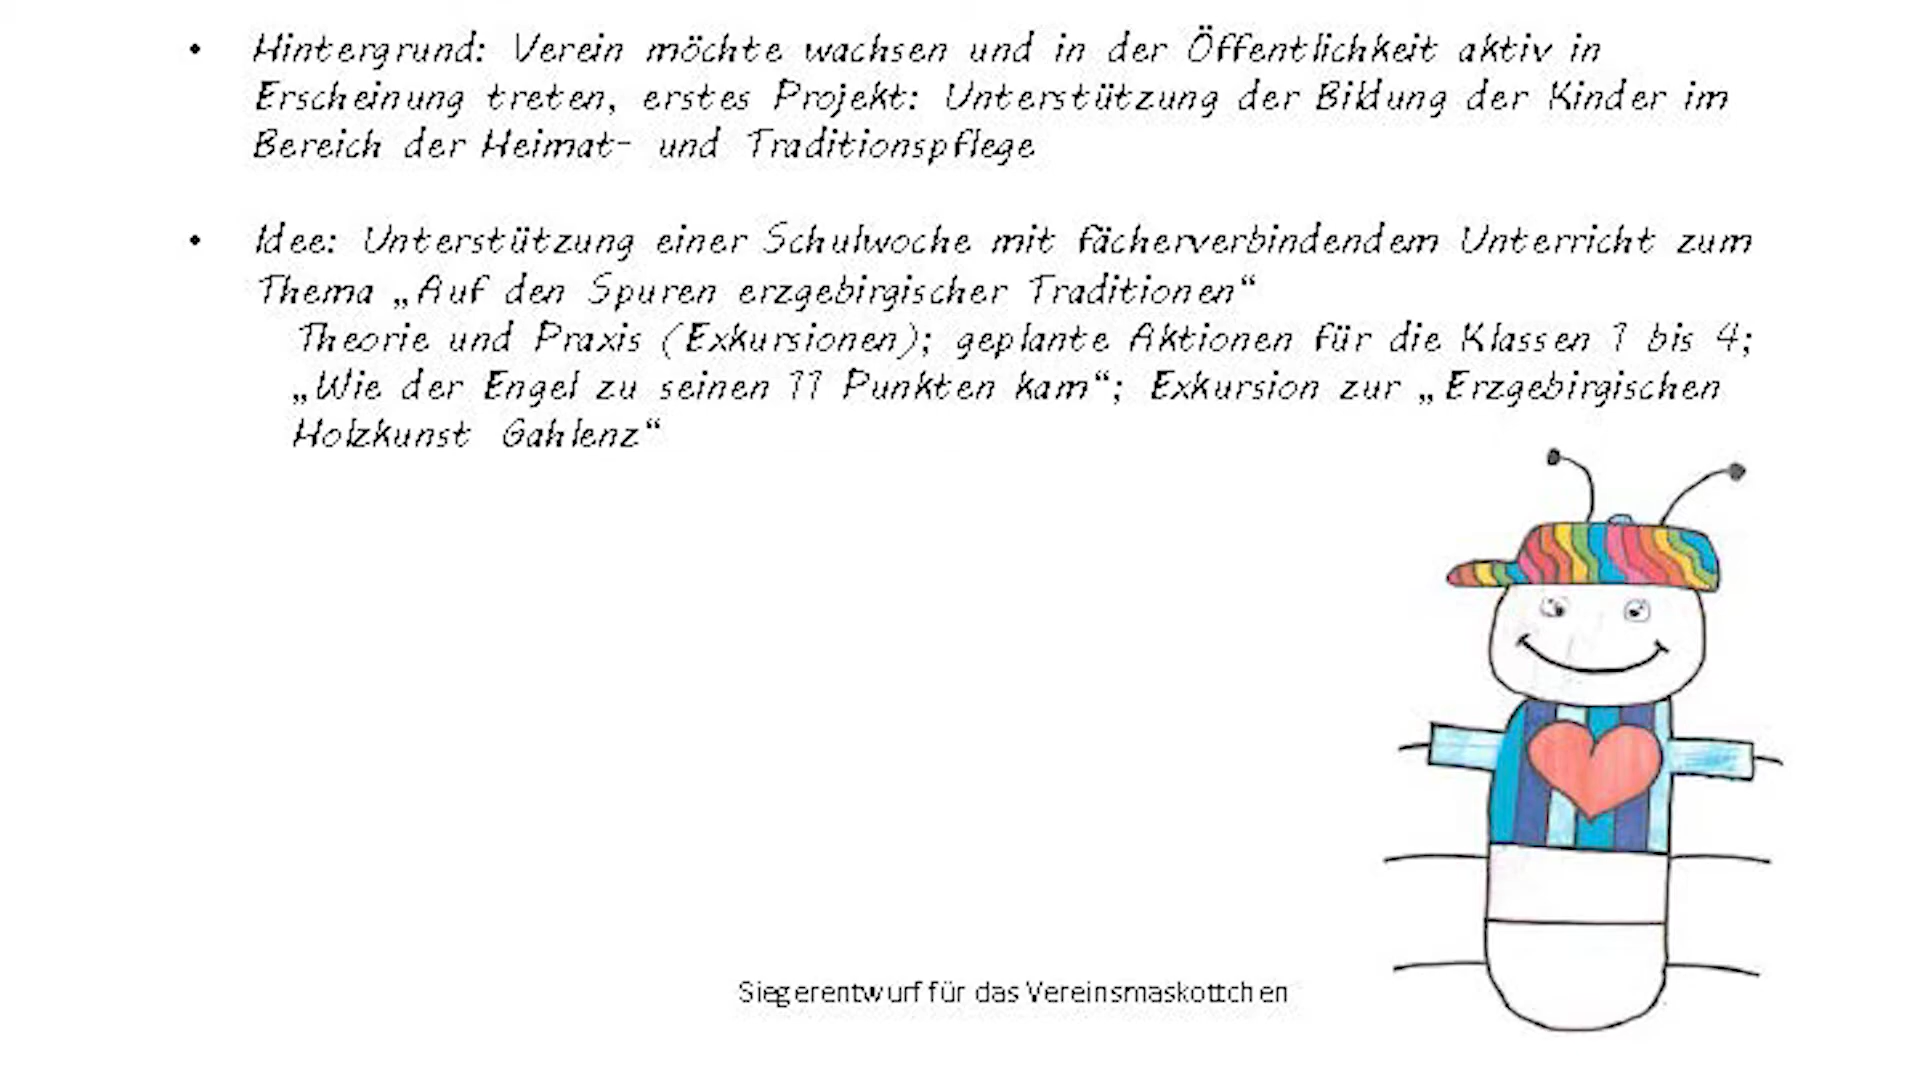 • Hintergrund: Verein möchte wachsen und in der Öffentlichkeit aktiv in
Erscheinung treten, erstes Projekt: Unterstützung der Bildung der Kinder im
Bereich der Heimat- und Traditionspflege
• Idee: Unterstützung einer Schulwoche mit fächerverbindendem Unterricht zum
Thema „Auf den Spuren erzgebirgischer Traditionen“
Theorie und Praxis (Exkursionen); geplante Aktionen für die Klassen 1 bis 4;
„Wie der Engel zu seinen 11 Punkten kam“; Exkursion zur „Erzgebirgischen
Holzkunst Gahlenz“
Siegerentwurf für das Vereinsmaskottchen